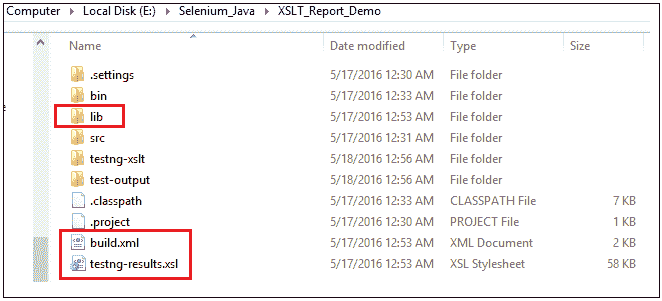 Computer ▸ Local Disk (E:) ▸ Selenium_Java ▸ XSLT_Report_Demo
Name Date modified Type Size
.settings 5/17/2016 12:30 AM File folder
bin 5/17/2016 12:33 AM File folder
lib 5/17/2016 12:53 AM File folder
src 5/17/2016 12:31 AM File folder
testng-xslt 5/18/2016 12:56 AM File folder
test-output 5/18/2016 12:56 AM File folder
.classpath 5/17/2016 12:33 AM CLASSPATH File 7 KB
.project 5/17/2016 12:30 AM PROJECT File 1 KB
build.xml 5/17/2016 12:53 AM XML Document 2 KB
testng-results.xsl 5/17/2016 12:53 AM XSL Stylesheet 58 KB